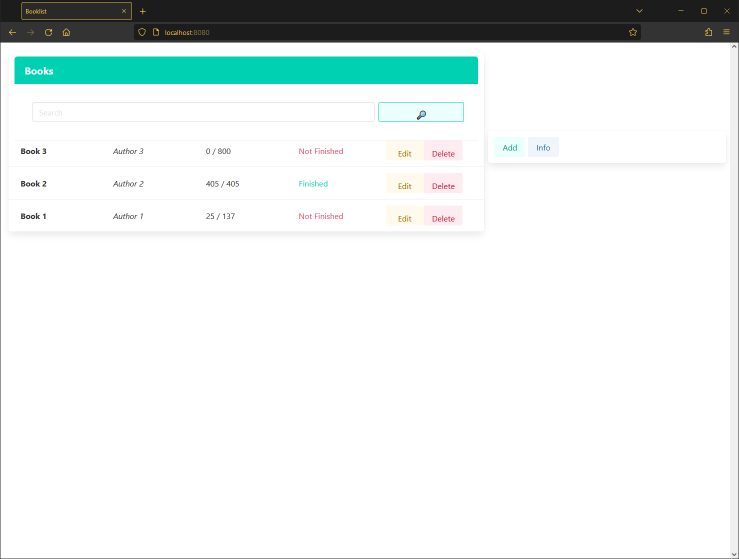 Booklist
localhost:8080
Books
Search
Book 3 Author 3 0 / 800 Not Finished Edit Delete
Add Info
Book 2 Author 2 405 / 405 Finished Edit Delete
Book 1 Author 1 25 / 137 Not Finished Edit Delete